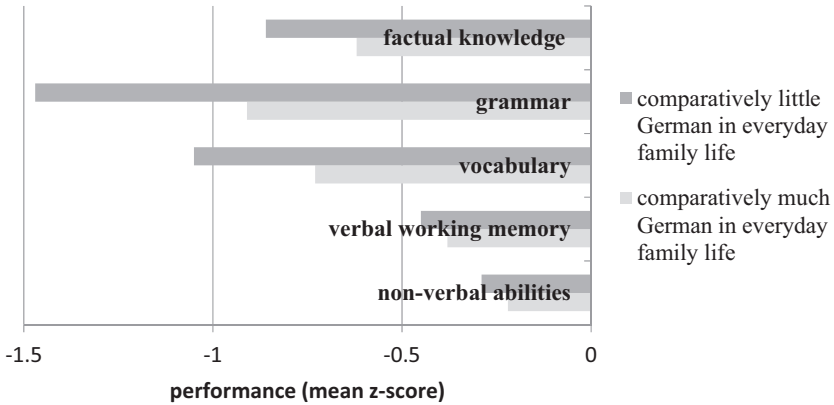 factual knowledge
grammar
vocabulary
verbal working memory
non-verbal abilities
-1.5 -1 -0.5 0
performance (mean z-score)
comparatively little
German in everyday
family life
comparatively much
German in everyday
family life